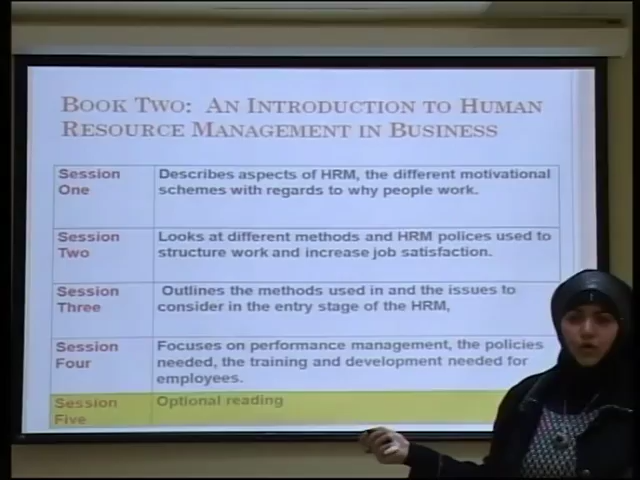 BOOK TWO: AN INTRODUCTION TO HUMAN
RESOURCE MANAGEMENT IN BUSINESS
Session One
Describes aspects of HRM, the different motivational
schemes with regards to why people work.
Session Two
Looks at different methods and HRM polices used to
structure work and increase job satisfaction.
Session Three
Outlines the methods used in and the issues to
consider in the entry stage of the HRM,
Session Four
Focuses on performance management, the policies
needed, the training and development needed for
employees.
Session Five
Optional reading